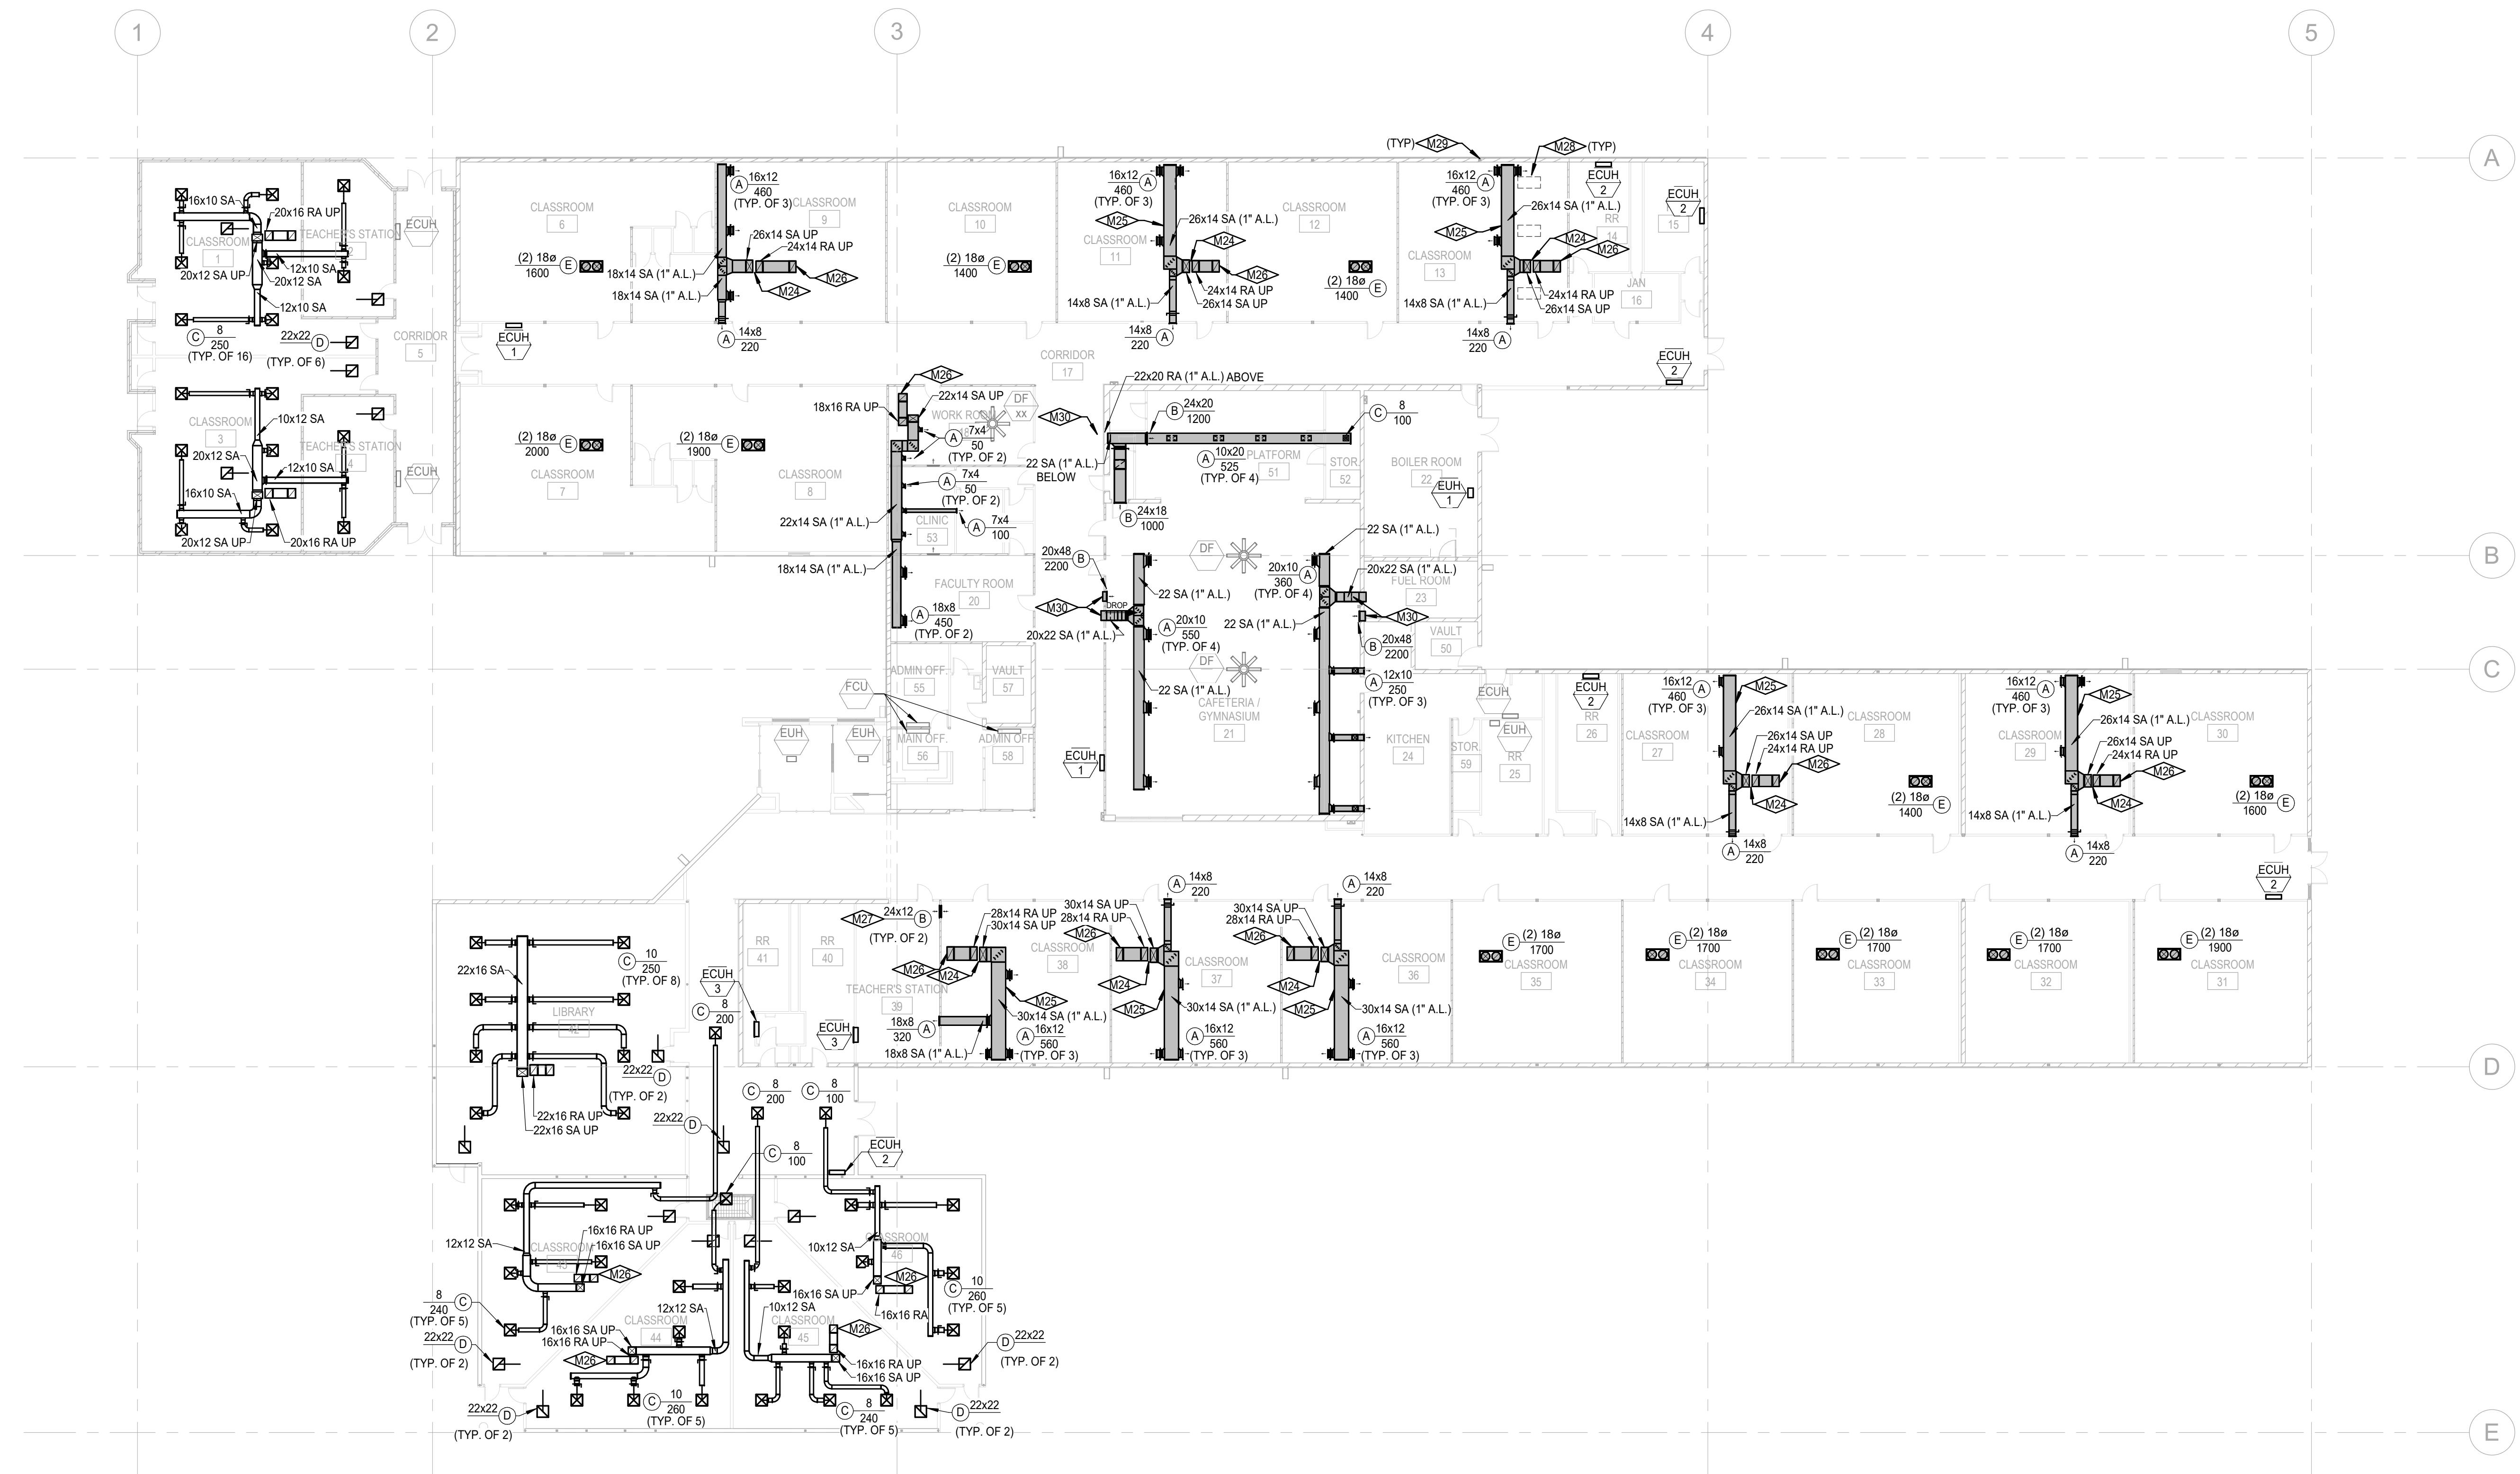 1
2
3
4
5
A
B
C
D
E
16x10 SA
20x16 RA UP
TEACHER'S STATION
2
CLASSROOM
1
20x12 SA UP
12x10 SA
20x12 SA
12x10 SA
C
8
250
(TYP. OF 16)
22x22
D
(TYP. OF 6)
ECUH
CORRIDOR
5
10x12 SA
CLASSROOM
3
TEACHER'S STATION
4
20x12 SA
12x10 SA
16x10 SA
20x12 SA UP
20x16 RA UP
ECUH
CLASSROOM
6
(2) 18ø
1600
E
A
16x12
460
(TYP. OF 3)
CLASSROOM
9
26x14 SA UP
24x14 RA UP
18x14 SA (1" A.L.)
18x14 SA (1" A.L.)
M26
M24
A
14x8
220
ECUH
1
CLASSROOM
10
(2) 18ø
1400
E
16x12
460
A
(TYP. OF 3)
M25
26x14 SA (1" A.L.)
CLASSROOM
11
M24
M26
24x14 RA UP
26x14 SA UP
14x8 SA (1" A.L.)
14x8
220
A
CLASSROOM
12
(2) 18ø
1400
E
(TYP)
M29
M28
(TYP)
16x12
460
A
(TYP. OF 3)
26x14 SA (1" A.L.)
M25
CLASSROOM
13
M24
M26
24x14 RA UP
26x14 SA UP
14x8 SA (1" A.L.)
14x8
220
A
ECUH
2
RR
14
ECUH
2
15
JAN
16
ECUH
2
CORRIDOR
17
(2) 18ø
2000
E
CLASSROOM
7
(2) 18ø
1900
E
CLASSROOM
8
M26
18x16 RA UP
22x14 SA UP
WORK ROOM
DF
xx
A
7x4
50
(TYP. OF 2)
A
7x4
50
(TYP. OF 2)
A
7x4
100
CLINIC
53
22x14 SA (1" A.L.)
18x14 SA (1" A.L.)
FACULTY ROOM
20
A
18x8
450
(TYP. OF 2)
22x20 RA (1" A.L.) ABOVE
M30
B
24x20
1200
C
8
100
22 SA (1" A.L.)
BELOW
A
10x20
525
(TYP. OF 4)
PLATFORM
51
STOR.
52
BOILER ROOM
22
EUH
1
B
24x18
1000
22 SA (1" A.L.)
DF
20x48
2200
B
M30
DROP
20x22 SA (1" A.L.)
22 SA (1" A.L.)
A
20x10
550
(TYP. OF 4)
22 SA (1" A.L.)
20x10
360
A
(TYP. OF 4)
20x22 SA (1" A.L.)
FUEL ROOM
23
22 SA (1" A.L.)
M30
B
20x48
2200
VAULT
50
DF
A
12x10
250
(TYP. OF 3)
CAFETERIA /
GYMNASIUM
21
ECUH
1
ADMIN OFF.
55
VAULT
57
FCU
MAIN OFF.
56
ADMIN OFF
58
EUH
EUH
KITCHEN
24
STOR.
59
ECUH
EUH
RR
25
ECUH
2
RR
26
16x12
460
A
(TYP. OF 3)
M25
26x14 SA (1" A.L.)
CLASSROOM
27
CLASSROOM
28
26x14 SA UP
24x14 RA UP
M26
M24
14x8 SA (1" A.L.)
A
14x8
220
(2) 18ø
1400
E
16x12
460
A
(TYP. OF 3)
M25
26x14 SA (1" A.L.)
CLASSROOM
29
CLASSROOM
30
26x14 SA UP
24x14 RA UP
M26
M24
14x8 SA (1" A.L.)
A
14x8
220
(2) 18ø
1600
E
ECUH
2
22x16 SA
C
10
250
(TYP. OF 8)
LIBRARY
42
22x22
D
(TYP. OF 2)
22x16 RA UP
22x16 SA UP
RR
41
RR
40
ECUH
3
C
8
200
ECUH
3
M27
24x12
B
(TYP. OF 2)
28x14 RA UP
30x14 SA UP
CLASSROOM
38
M26
M24
TEACHER'S STATION
39
M25
30x14 SA (1" A.L.)
18x8
320
A
18x8 SA (1" A.L.)
A
16x12
560
(TYP. OF 3)
A
14x8
220
30x14 SA UP
28x14 RA UP
M26
M24
M25
CLASSROOM
37
30x14 SA (1" A.L.)
A
16x12
560
(TYP. OF 3)
A
14x8
220
30x14 SA UP
28x14 RA UP
M26
M24
M25
CLASSROOM
36
30x14 SA (1" A.L.)
A
16x12
560
(TYP. OF 3)
E
(2) 18ø
1700
CLASSROOM
35
E
(2) 18ø
1700
CLASSROOM
34
E
(2) 18ø
1700
CLASSROOM
33
E
(2) 18ø
1700
CLASSROOM
32
E
(2) 18ø
1900
CLASSROOM
31
22x22
D
C
8
200
C
8
100
C
8
100
ECUH
2
16x16 RA UP
16x16 SA UP
12x12 SA
CLASSROOM
43
M26
8
240
C
(TYP. OF 5)
22x22
D
(TYP. OF 2)
12x12 SA
CLASSROOM
44
16x16 SA UP
16x16 RA UP
M26
C
10
260
(TYP. OF 5)
22x22
D
(TYP. OF 2)
10x12 SA
CLASSROOM
45
M26
16x16 RA UP
16x16 SA UP
C
8
240
(TYP. OF 5)
D
22x22
(TYP. OF 2)
10x12 SA
CLASSROOM
46
M26
16x16 SA UP
16x16 RA
C
10
260
(TYP. OF 5)
D
22x22
(TYP. OF 2)